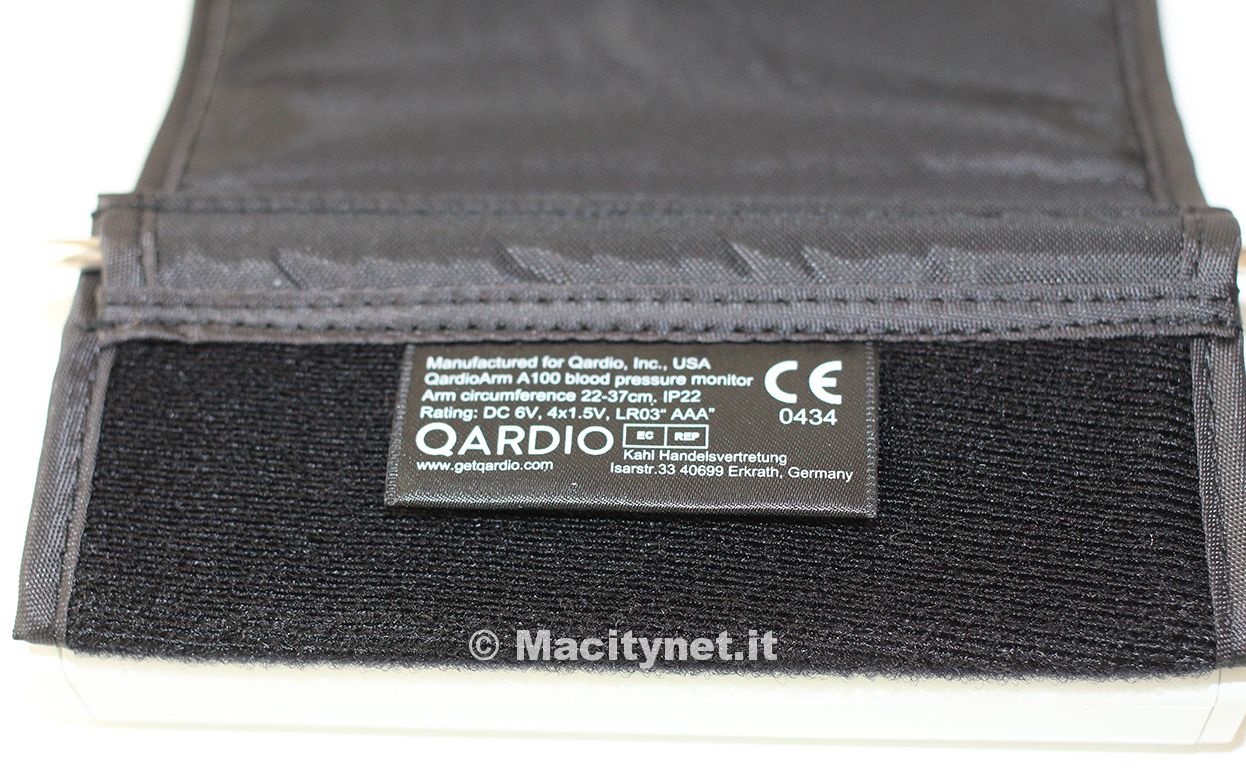 Manufactured for Qardio, Inc., USA
QardioArm A100 blood pressure monitor
Arm circumference 22-37cm. IP22
Rating: DC 6V, 4x1.5V, LR03“ AAA”
CE
0434
QARDIO
EC REP
www.getqardio.com
Kahl Handelsvertretung
Isarstr.33 40699 Erkrath, Germany
© Macitynet.it